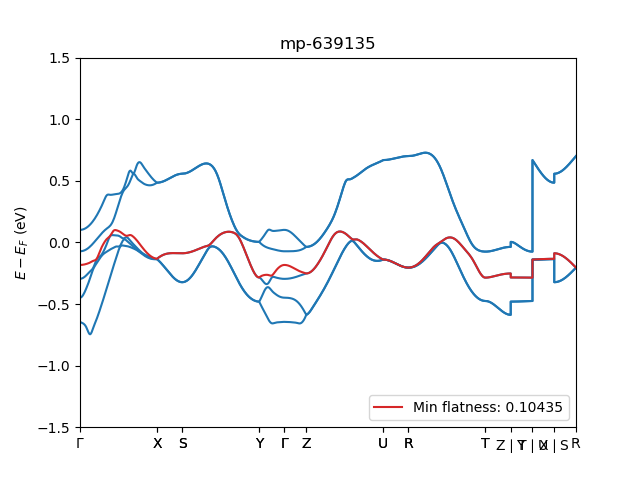 mp-639135
E − E_F (eV)
1.5
1.0
0.5
0.0
−0.5
−1.0
−1.5
Min flatness: 0.10435
Γ X S Y Γ Z U R T Z | T | X | S R